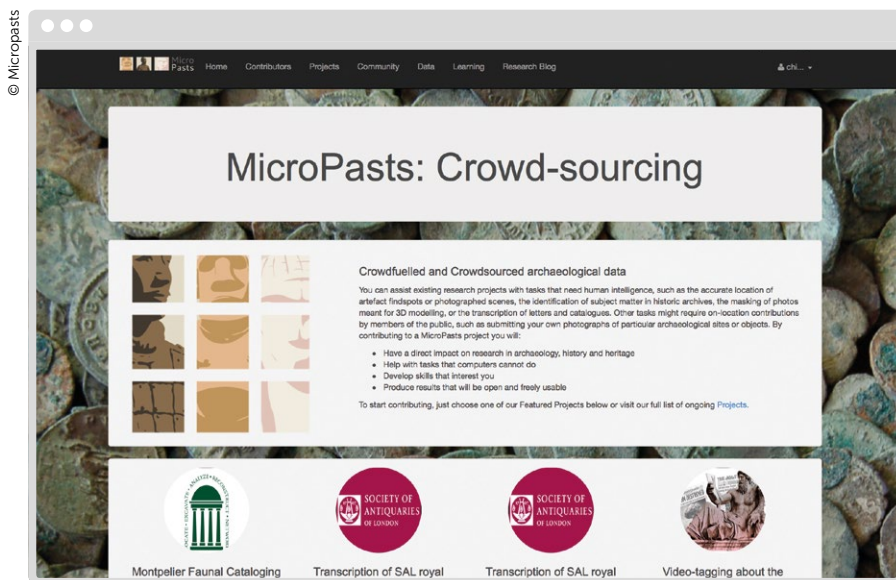 © Micropasts
Micro
Pasts
Home Contributors Projects Community Data Learning Research Blog chi...
MicroPasts: Crowd-sourcing
Crowdfuelled and Crowdsourced archaeological data
You can assist existing research projects with tasks that need human intelligence, such as the accurate location of
artefact findspots or photographed scenes, the identification of subject matter in historic archives, the masking of photos
meant for 3D modelling, or the transcription of letters and catalogues. Other tasks might require on-location contributions
by members of the public, such as submitting your own photographs of particular archaeological sites or objects. By
contributing to a MicroPasts project you will:
• Have a direct impact on research in archaeology, history and heritage
• Help with tasks that computers cannot do
• Develop skills that interest you
• Produce results that will be open and freely usable
To start contributing, just choose one of our Featured Projects below or visit our full list of ongoing Projects.
SOCIETY OF
ANTIQUARIES
OF LONDON
SOCIETY OF
ANTIQUARIES
OF LONDON
Montpelier Faunal Cataloging
Transcription of SAL royal
Transcription of SAL royal
Video-tagging about the